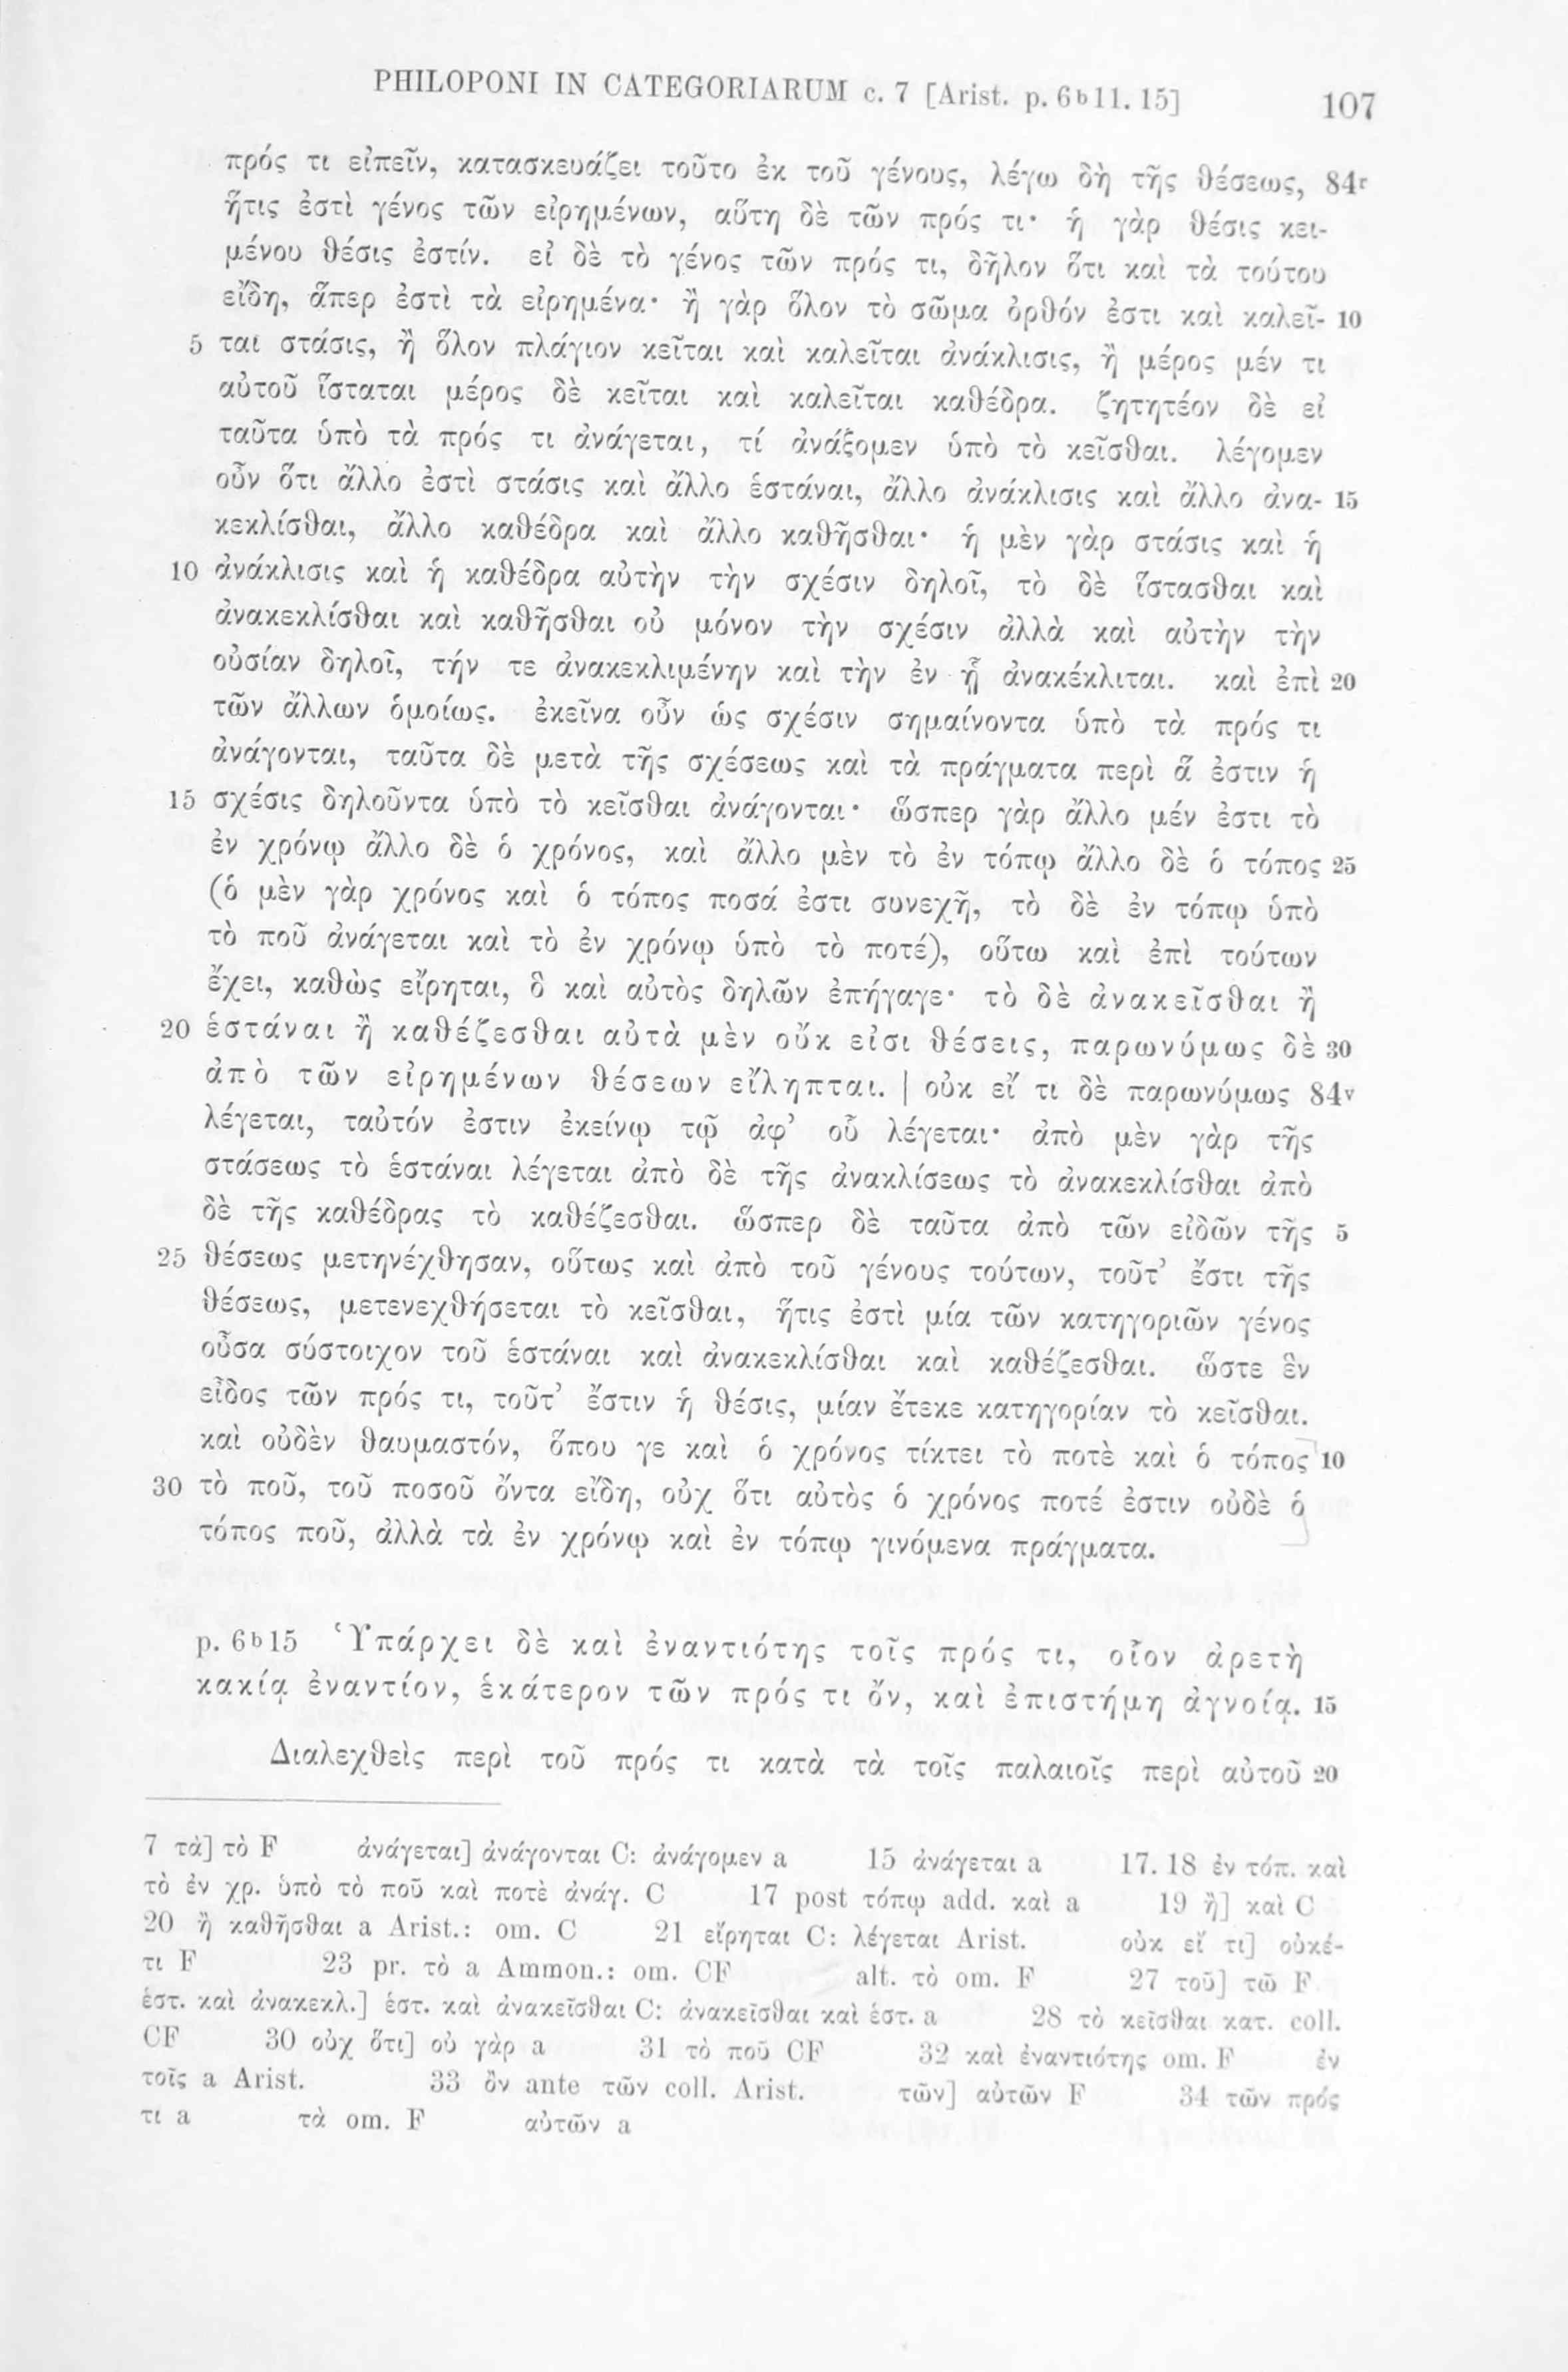 PHILOPONI IN CATEGORIARUM c. 7 [Arist. p. 6b11. 15] 107
πρός τι εἰπεῖν, κατασκευάζει τοῦτο ἐκ τοῦ γένους, λέγω δὴ τῆς θέσεως, 84r
ἥτις ἐστὶ γένος τῶν εἰρημένων, αὕτη δὲ τῶν πρός τι· ἡ γὰρ θέσις κει-
μένου θέσις ἐστίν. εἰ δὲ τὸ γένος τῶν πρός τι, δῆλον ὅτι καὶ τὰ τούτου
εἴδη, ἅπερ ἐστὶ τὰ εἰρημένα· ἢ γὰρ ὅλον τὸ σῶμα ὀρθόν ἐστι καὶ καλεῖ- 10
5 ται στάσις, ἢ ὅλον πλάγιον κεῖται καὶ καλεῖται ἀνάκλισις, ἢ μέρος μέν τι
αὐτοῦ ἵσταται μέρος δὲ κεῖται καὶ καλεῖται καθέδρα. ζητητέον δὲ εἰ
ταῦτα ὑπὸ τὰ πρός τι ἀνάγεται, τί ἀνάξομεν ὑπὸ τὸ κεῖσθαι. λέγομεν
οὖν ὅτι ἄλλο ἐστὶ στάσις καὶ ἄλλο ἑστάναι, ἄλλο ἀνάκλισις καὶ ἄλλο ἀνα- 15
κεκλίσθαι, ἄλλο καθέδρα καὶ ἄλλο καθῆσθαι· ἡ μὲν γὰρ στάσις καὶ ἡ
10 ἀνάκλισις καὶ ἡ καθέδρα αὐτὴν τὴν σχέσιν δηλοῖ, τὸ δὲ ἵστασθαι καὶ
ἀνακεκλίσθαι καὶ καθῆσθαι οὐ μόνον τὴν σχέσιν ἀλλὰ καὶ αὐτὴν τὴν
οὐσίαν δηλοῖ, τήν τε ἀνακεκλιμένην καὶ τὴν ἐν ᾗ ἀνακέκλιται. καὶ ἐπὶ 20
τῶν ἄλλων ὁμοίως. ἐκεῖνα οὖν ὡς σχέσιν σημαίνοντα ὑπὸ τὰ πρός τι
ἀνάγονται, ταῦτα δὲ μετὰ τῆς σχέσεως καὶ τὰ πράγματα περὶ ἅ ἐστιν ἡ
15 σχέσις δηλοῦντα ὑπὸ τὸ κεῖσθαι ἀνάγονται· ὥσπερ γὰρ ἄλλο μέν ἐστι τὸ
ἐν χρόνῳ ἄλλο δὲ ὁ χρόνος, καὶ ἄλλο μὲν τὸ ἐν τόπῳ ἄλλο δὲ ὁ τόπος 25
(ὁ μὲν γὰρ χρόνος καὶ ὁ τόπος ποσά ἐστι συνεχῆ, τὸ δὲ ἐν τόπῳ ὑπὸ
τὸ ποῦ ἀνάγεται καὶ τὸ ἐν χρόνῳ ὑπὸ τὸ ποτέ), οὕτω καὶ ἐπὶ τούτων
ἔχει, καθὼς εἴρηται, ὃ καὶ αὐτὸς δηλῶν ἐπήγαγε· τὸ δὲ ἀνακεῖσθαι ἢ
20 ἑστάναι ἢ καθέζεσθαι αὐτὰ μὲν οὔκ εἰσι θέσεις, παρωνύμως δὲ 30
ἀπὸ τῶν εἰρημένων θέσεων εἴληπται. | οὐκ εἴ τι δὲ παρωνύμως 84v
λέγεται, ταὐτόν ἐστιν ἐκείνῳ τῷ ἀφ’ οὗ λέγεται· ἀπὸ μὲν γὰρ τῆς
στάσεως τὸ ἑστάναι λέγεται ἀπὸ δὲ τῆς ἀνακλίσεως τὸ ἀνακεκλίσθαι ἀπὸ
δὲ τῆς καθέδρας τὸ καθέζεσθαι. ὥσπερ δὲ ταῦτα ἀπὸ τῶν εἰδῶν τῆς 5
25 θέσεως μετηνέχθησαν, οὕτως καὶ ἀπὸ τοῦ γένους τούτων, τοῦτ’ ἔστι τῆς
θέσεως, μετενεχθήσεται τὸ κεῖσθαι, ἥτις ἐστὶ μία τῶν κατηγοριῶν γένος
οὖσα σύστοιχον τοῦ ἑστάναι καὶ ἀνακεκλίσθαι καὶ καθέζεσθαι. ὥστε ἓν
εἶδος τῶν πρός τι, τοῦτ’ ἔστιν ἡ θέσις, μίαν ἔτεκε κατηγορίαν τὸ κεῖσθαι.
καὶ οὐδὲν θαυμαστόν, ὅπου γε καὶ ὁ χρόνος τίκτει τὸ ποτὲ καὶ ὁ τόπος 10
30 τὸ ποῦ, τοῦ ποσοῦ ὄντα εἴδη, οὐχ ὅτι αὐτὸς ὁ χρόνος ποτέ ἐστιν οὐδὲ ὁ
τόπος ποῦ, ἀλλὰ τὰ ἐν χρόνῳ καὶ ἐν τόπῳ γινόμενα πράγματα.
p. 6b15 Ὑπάρχει δὲ καὶ ἐναντιότης τοῖς πρός τι, οἷον ἀρετὴ
κακίᾳ ἐναντίον, ἑκάτερον τῶν πρός τι ὄν, καὶ ἐπιστήμη ἀγνοίᾳ. 15
Διαλεχθεὶς περὶ τοῦ πρός τι κατὰ τὰ τοῖς παλαιοῖς περὶ αὐτοῦ 20
7 τὰ] τὸ F ἀνάγεται] ἀνάγονται C: ἀνάγομεν a 15 ἀνάγεται a 17. 18 ἐν τόπ. καὶ
τὸ ἐν χρ. ὑπὸ τὸ ποῦ καὶ ποτὲ ἀνάγ. C 17 post τόπῳ add. καὶ a 19 ἢ] καὶ C
20 ἢ καθῆσθαι a Arist.: om. C 21 εἴρηται C: λέγεται Arist. οὐκ εἴ τι] οὐκέ-
τι F 23 pr. τὸ a Ammon.: om. CF alt. τὸ om. F 27 τοῦ] τῶ F
ἑστ. καὶ ἀνακεκλ.] ἑστ. καὶ ἀνακεῖσθαι C: ἀνακεῖσθαι καὶ ἑστ. a 28 τὸ κεῖσθαι κατ. coll.
CF 30 οὐχ ὅτι] οὐ γὰρ a 31 τὸ ποῦ CF 32 καὶ ἐναντιότης om. F ἐν
τοῖς a Arist. 33 ὂν ante τῶν coll. Arist. τῶν] αὐτῶν F 34 τῶν πρός
τι a τὰ om. F αὐτῶν a